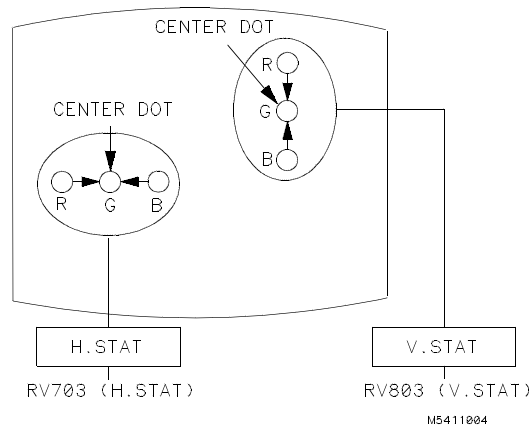 CENTER DOT
R
G
B
CENTER DOT
R
G
B
H.STAT
V.STAT
RV703 (H.STAT)
RV803 (V.STAT)
M5411004